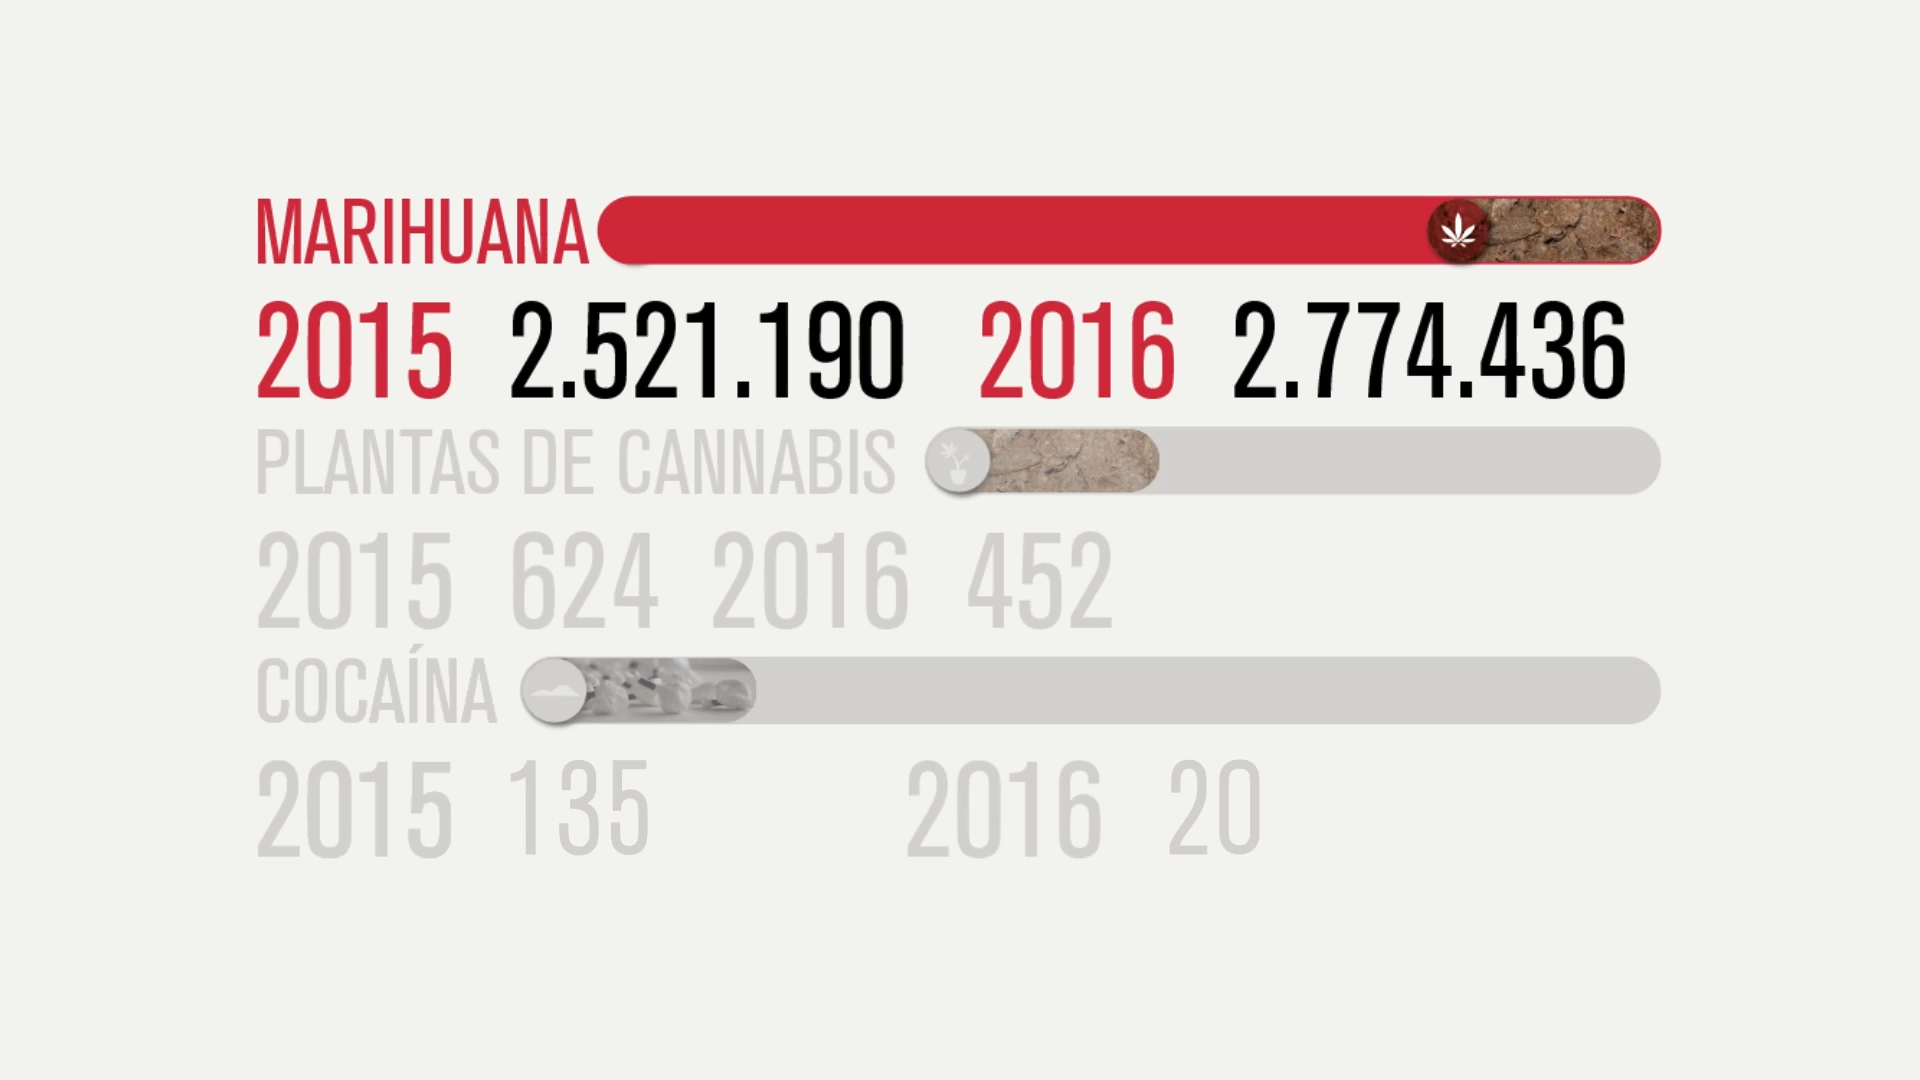 MARIHUANA
2015 2.521.190 2016 2.774.436
PLANTAS DE CANNABIS
2015 624 2016 452
COCAÍNA
2015 135 2016 20